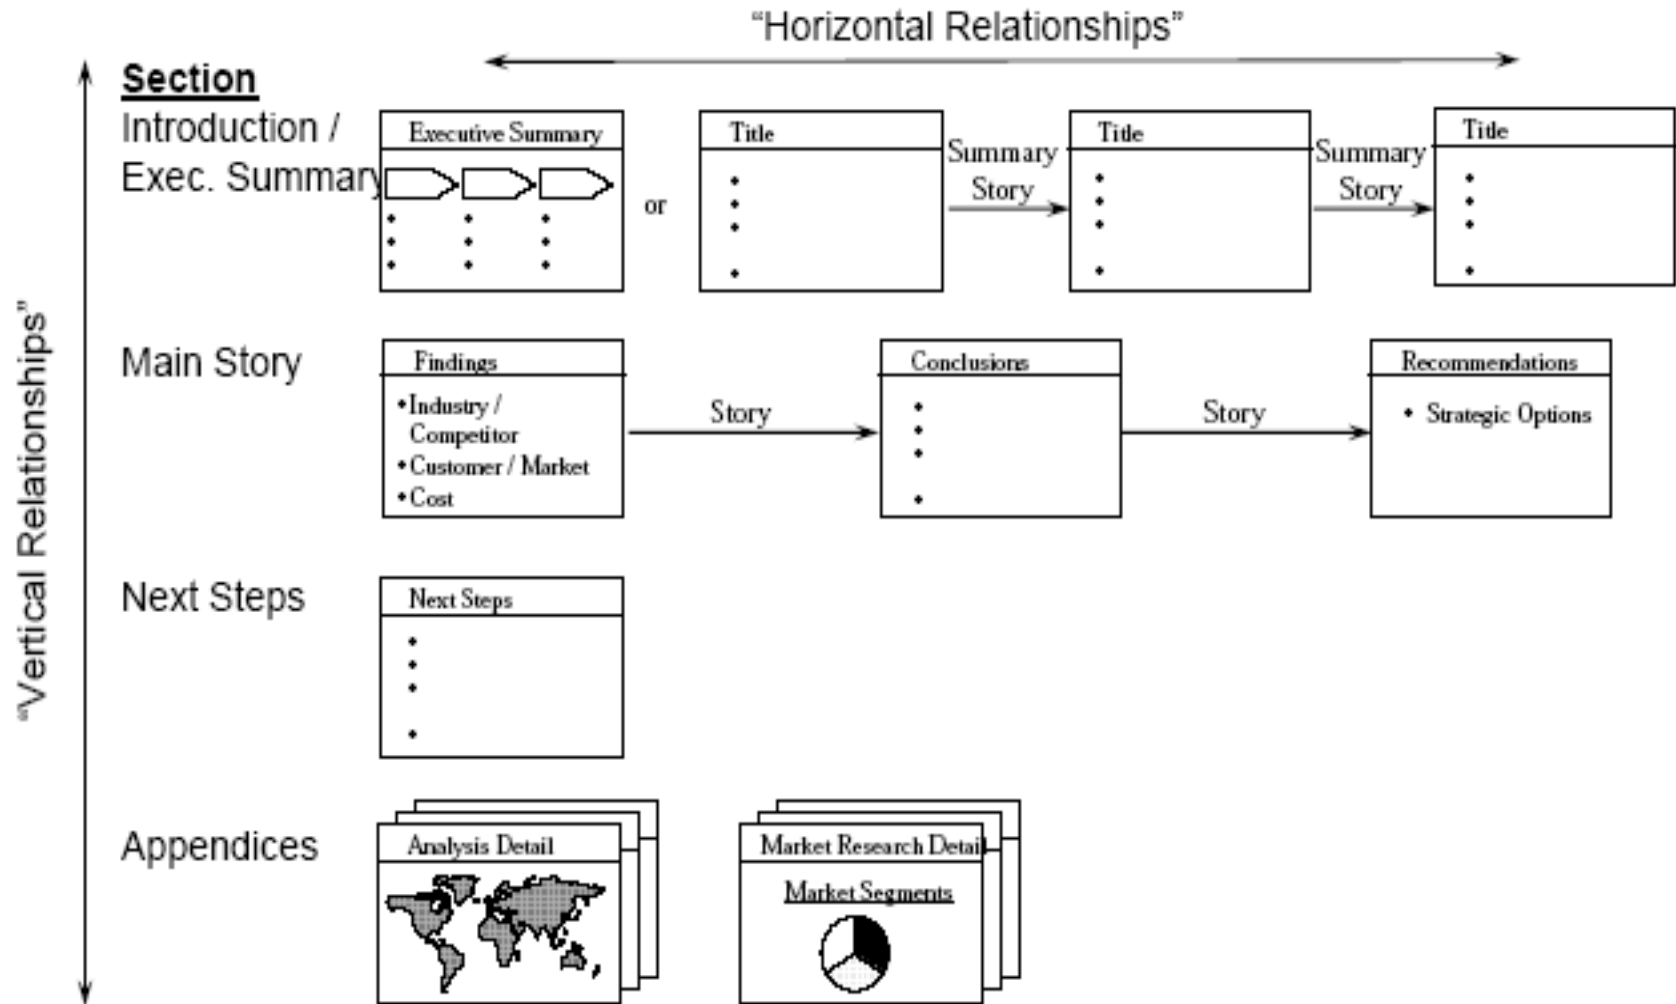 “Horizontal Relationships”
“Vertical Relationships”
Section
Introduction /
Exec. Summary
Executive Summary
or
Title
Summary
Story
Title
Summary
Story
Title
Main Story
Findings
•Industry /
Competitor
•Customer / Market
•Cost
Story
Conclusions
Story
Recommendations
• Strategic Options
Next Steps
Next Steps
Appendices
Analysis Detail
Market Research Detail
Market Segments